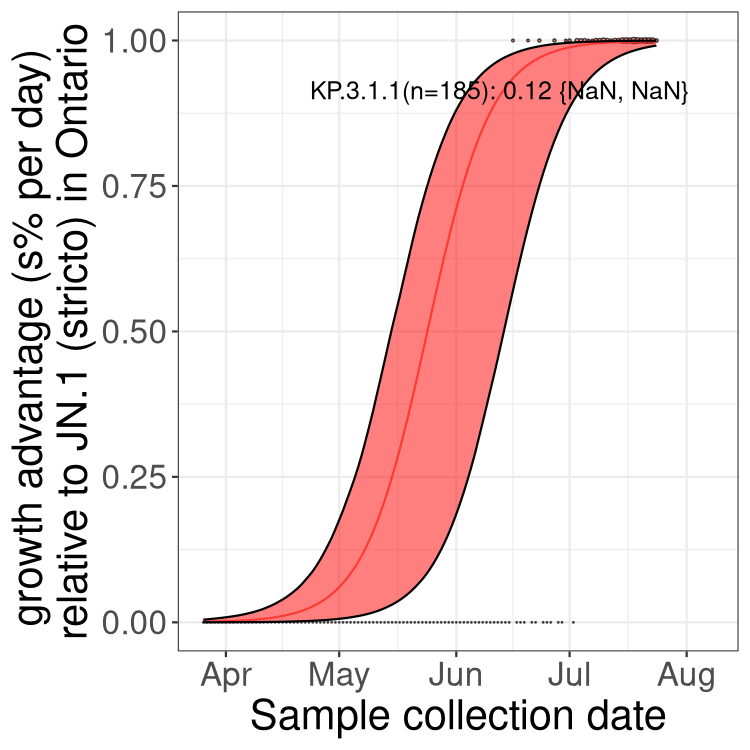 growth advantage (s% per day)
relative to JN.1 (stricto) in Ontario
1.00
0.75
0.50
0.25
0.00
KP.3.1.1(n=185): 0.12 {NaN, NaN}
Apr May Jun Jul Aug
Sample collection date